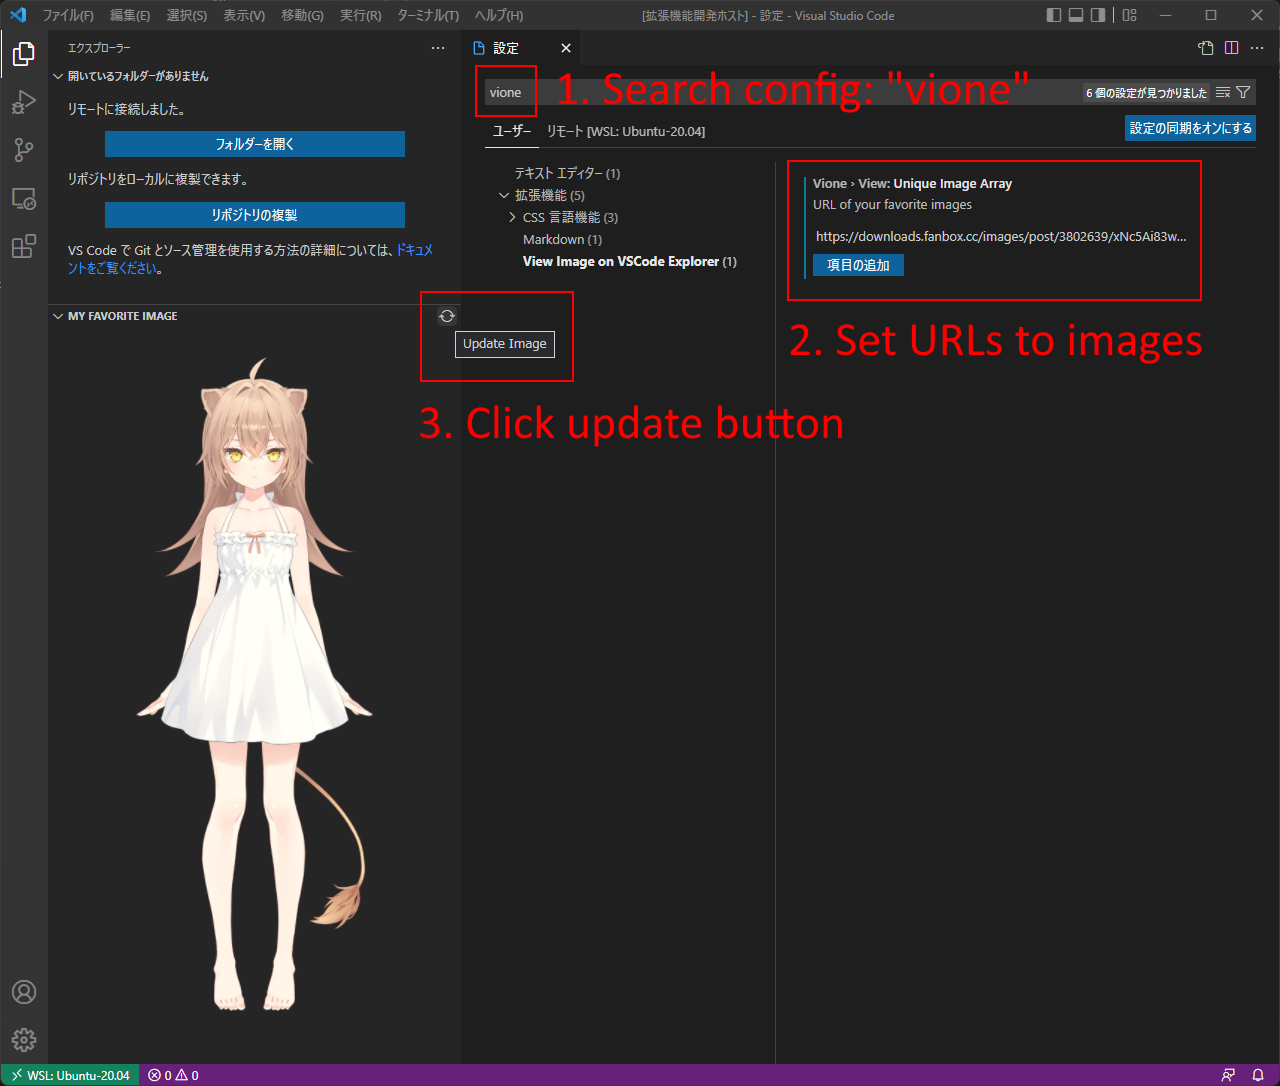 ファイル(F) 編集(E) 選択(S) 表示(V) 移動(G) 実行(R) ターミナル(T) ヘルプ(H) [拡張機能開発ホスト] - 設定 - Visual Studio Code
エクスプローラー
開いているフォルダーがありません
リモートに接続しました。
フォルダーを開く
リポジトリをローカルに複製できます。
リポジトリの複製
VS Code で Git とソース管理を使用する方法の詳細については、ドキュメ
ントをご覧ください。
MY FAVORITE IMAGE
Update Image
3. Click update button
設定
vione
1. Search config: "vione"
6 個の設定が見つかりました
ユーザー リモート [WSL: Ubuntu-20.04]
設定の同期をオンにする
テキスト エディター (1)
拡張機能 (5)
CSS 言語機能 (3)
Markdown (1)
View Image on VSCode Explorer (1)
Vione › View: Unique Image Array
URL of your favorite images
https://downloads.fanbox.cc/images/post/3802639/xNc5Ai83w...
項目の追加
2. Set URLs to images
WSL: Ubuntu-20.04 0 0